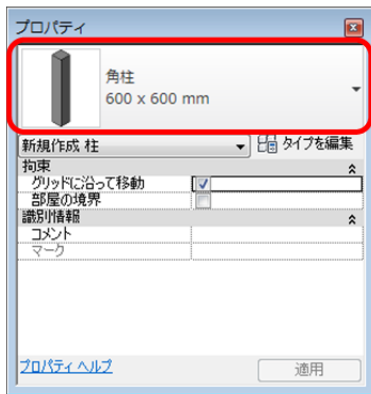 プロパティ
角柱
600 x 600 mm
新規作成 柱
タイプを編集
拘束
グリッドに沿って移動
部屋の境界
識別情報
コメント
マーク
プロパティ ヘルプ
適用